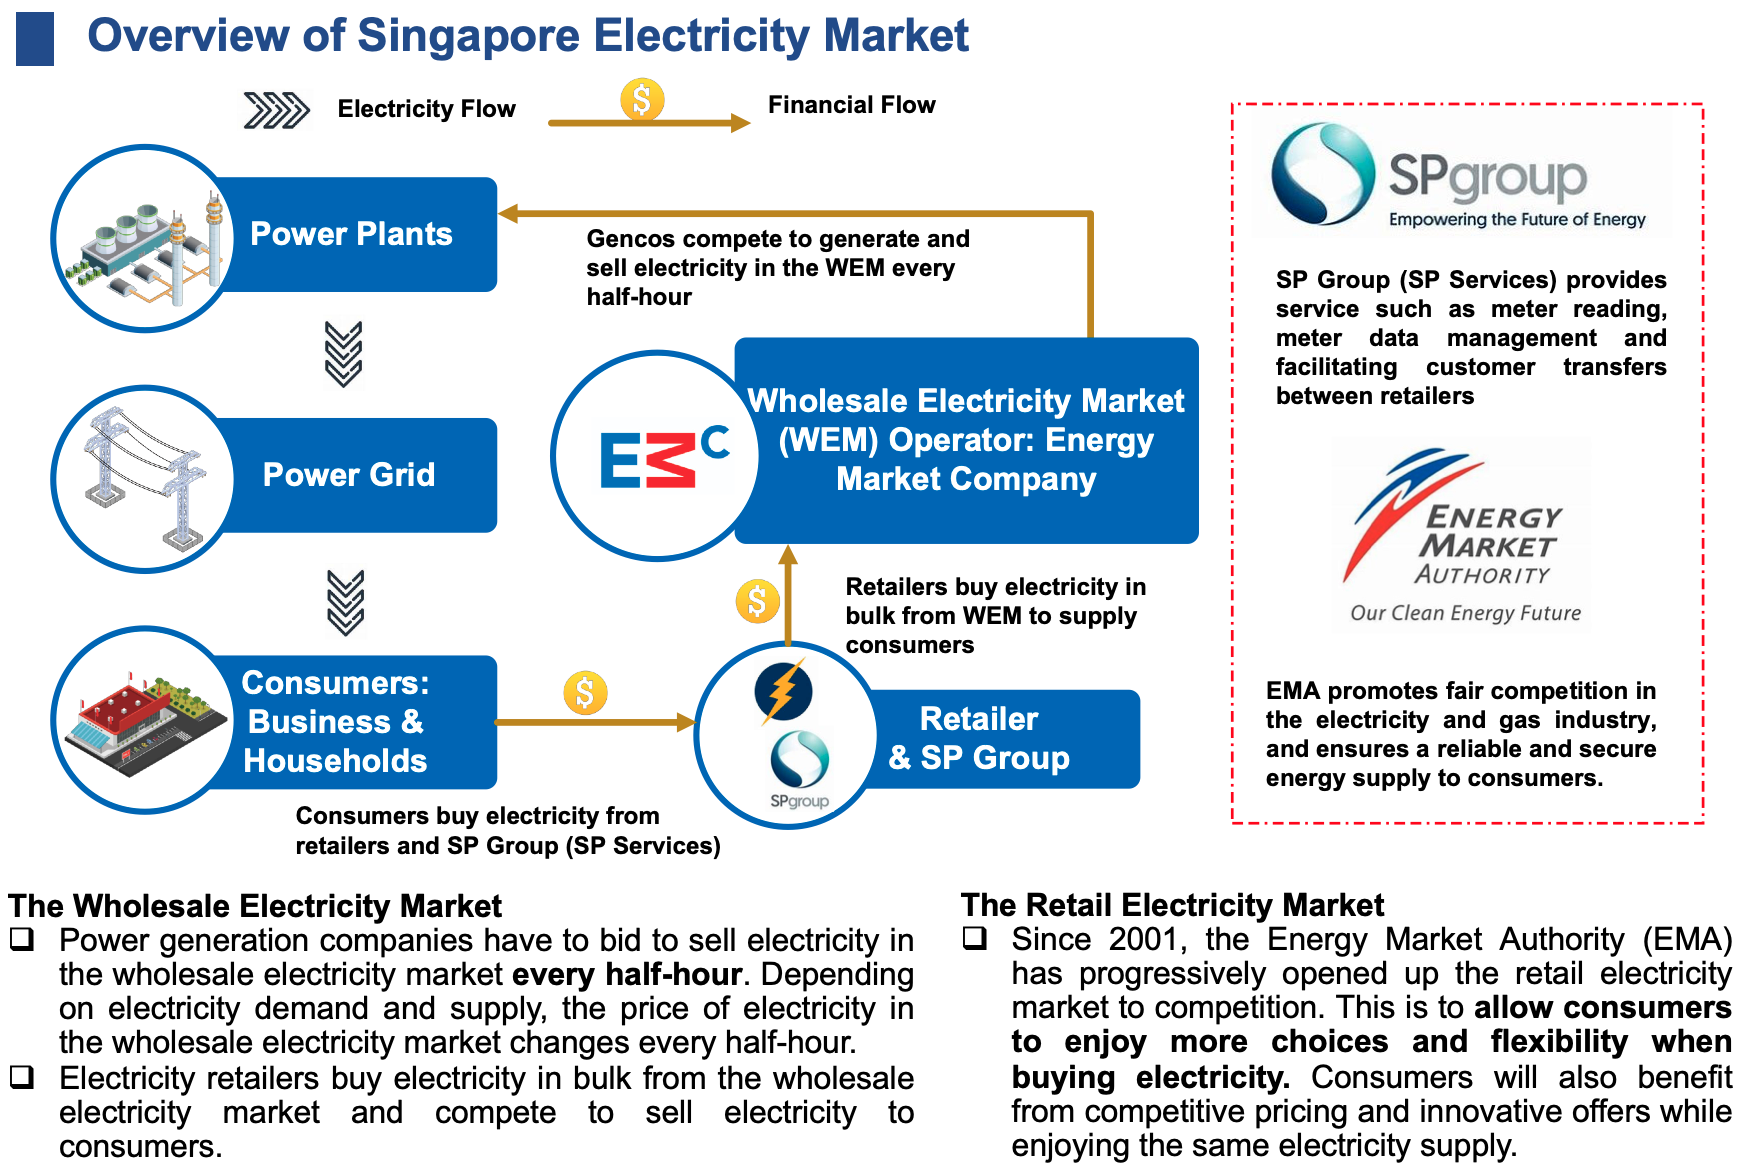 Overview of Singapore Electricity Market
Electricity Flow
$
Financial Flow
Power Plants
Gencos compete to generate and
sell electricity in the WEM every
half-hour
Power Grid
EMC
Wholesale Electricity Market
(WEM) Operator: Energy
Market Company
$
Retailers buy electricity in
bulk from WEM to supply
consumers
Consumers:
Business &
Households
$
SPgroup
Retailer
& SP Group
Consumers buy electricity from
retailers and SP Group (SP Services)
SPgroup
Empowering the Future of Energy
SP Group (SP Services) provides
service such as meter reading,
meter data management and
facilitating customer transfers
between retailers
ENERGY
MARKET
AUTHORITY
Our Clean Energy Future
EMA promotes fair competition in
the electricity and gas industry,
and ensures a reliable and secure
energy supply to consumers.
The Wholesale Electricity Market
Power generation companies have to bid to sell electricity in
the wholesale electricity market every half-hour. Depending
on electricity demand and supply, the price of electricity in
the wholesale electricity market changes every half-hour.
Electricity retailers buy electricity in bulk from the wholesale
electricity market and compete to sell electricity to
consumers.
The Retail Electricity Market
Since 2001, the Energy Market Authority (EMA)
has progressively opened up the retail electricity
market to competition. This is to allow consumers
to enjoy more choices and flexibility when
buying electricity. Consumers will also benefit
from competitive pricing and innovative offers while
enjoying the same electricity supply.